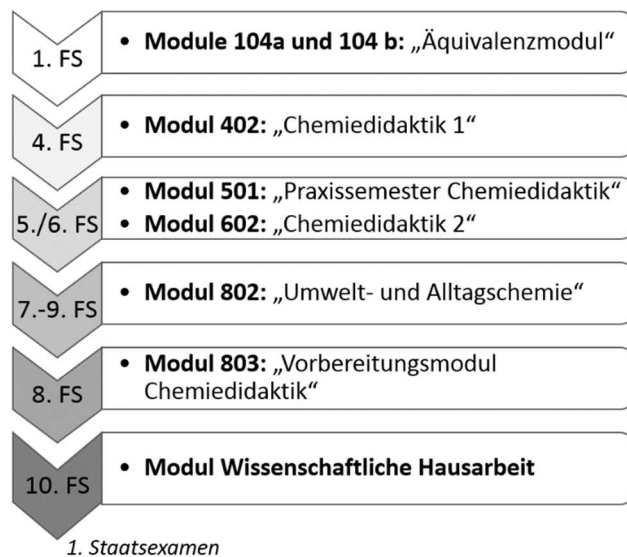 1. FS
• Module 104a und 104 b: „Äquivalenzmodul“
4. FS
• Modul 402: „Chemiedidaktik 1“
5./6. FS
• Modul 501: „Praxissemester Chemiedidaktik“
• Modul 602: „Chemiedidaktik 2“
7.-9. FS
• Modul 802: „Umwelt- und Alltagschemie“
8. FS
• Modul 803: „Vorbereitungsmodul
Chemiedidaktik“
10. FS
• Modul Wissenschaftliche Hausarbeit
1. Staatsexamen